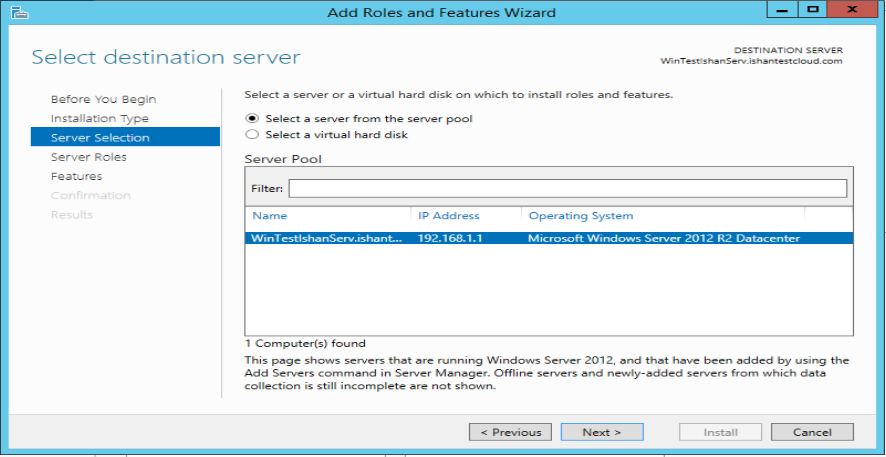 Add Roles and Features Wizard
Select destination server
DESTINATION SERVER
WinTestIshanServ.ishantestcloud.com
Before You Begin
Installation Type
Server Selection
Server Roles
Features
Confirmation
Results
Select a server or a virtual hard disk on which to install roles and features.
Select a server from the server pool
Select a virtual hard disk
Server Pool
Filter:
Name IP Address Operating System
WinTestIshanServ.ishant... 192.168.1.1 Microsoft Windows Server 2012 R2 Datacenter
1 Computer(s) found
This page shows servers that are running Windows Server 2012, and that have been added by using the
Add Servers command in Server Manager. Offline servers and newly-added servers from which data
collection is still incomplete are not shown.
< Previous Next > Install Cancel